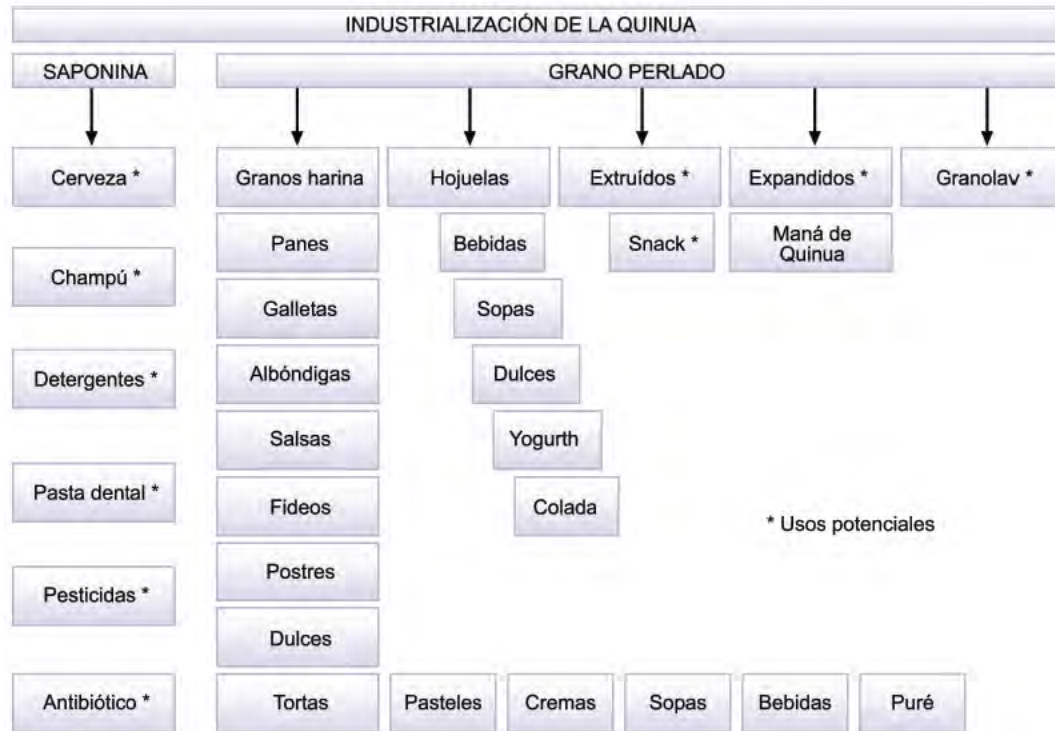 INDUSTRIALIZACIÓN DE LA QUINUA
SAPONINA
GRANO PERLADO
Cerveza *
Granos harina
Hojuelas
Extruídos *
Expandidos *
Granolav *
Champú *
Panes
Bebidas
Snack *
Maná de
Quinua
Galletas
Sopas
Detergentes *
Albóndigas
Dulces
Salsas
Yogurth
Pasta dental *
Fideos
Colada
* Usos potenciales
Pesticidas *
Postres
Dulces
Antibiótico *
Tortas
Pasteles
Cremas
Sopas
Bebidas
Puré